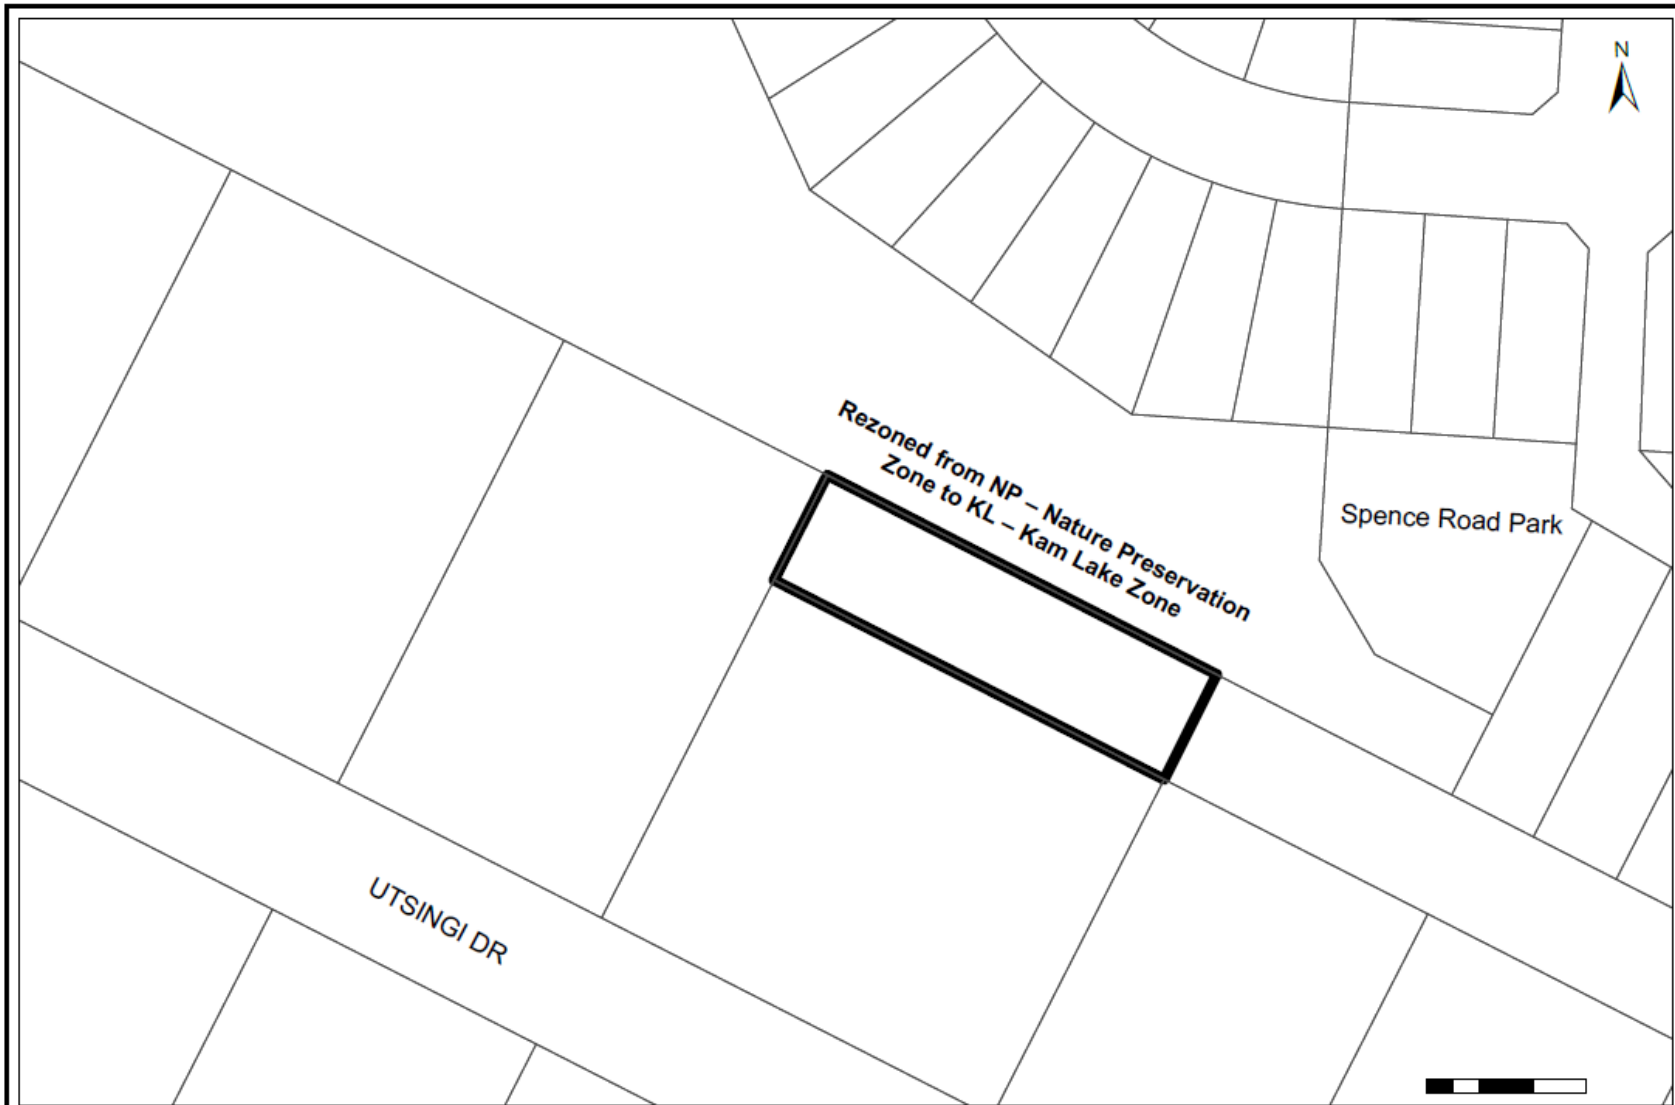 N
Rezoned from NP – Nature Preservation
Zone to KL – Kam Lake Zone
Spence Road Park
UTSINGI DR